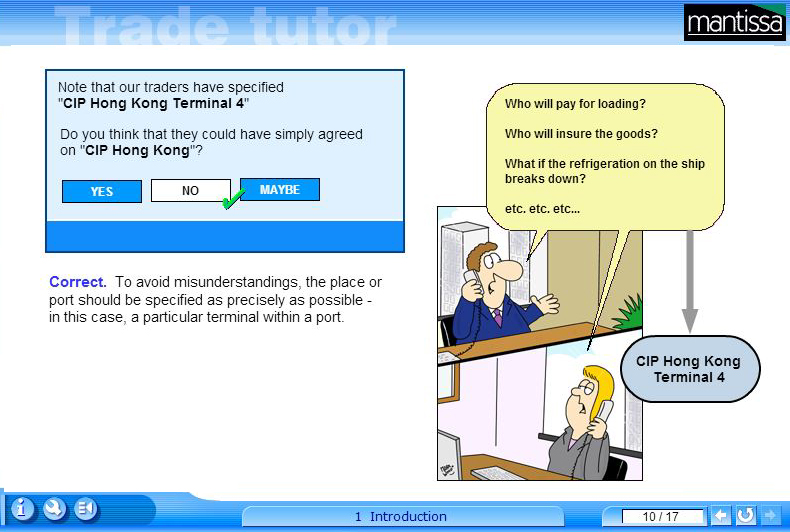 Trade tutor
mantissa
Note that our traders have specified
"CIP Hong Kong Terminal 4"
Do you think that they could have simply agreed
on "CIP Hong Kong"?
YES
NO
MAYBE
Correct. To avoid misunderstandings, the place or
port should be specified as precisely as possible -
in this case, a particular terminal within a port.
Who will pay for loading?
Who will insure the goods?
What if the refrigeration on the ship
breaks down?
etc. etc. etc...
CIP Hong Kong
Terminal 4
1 Introduction
10 / 17